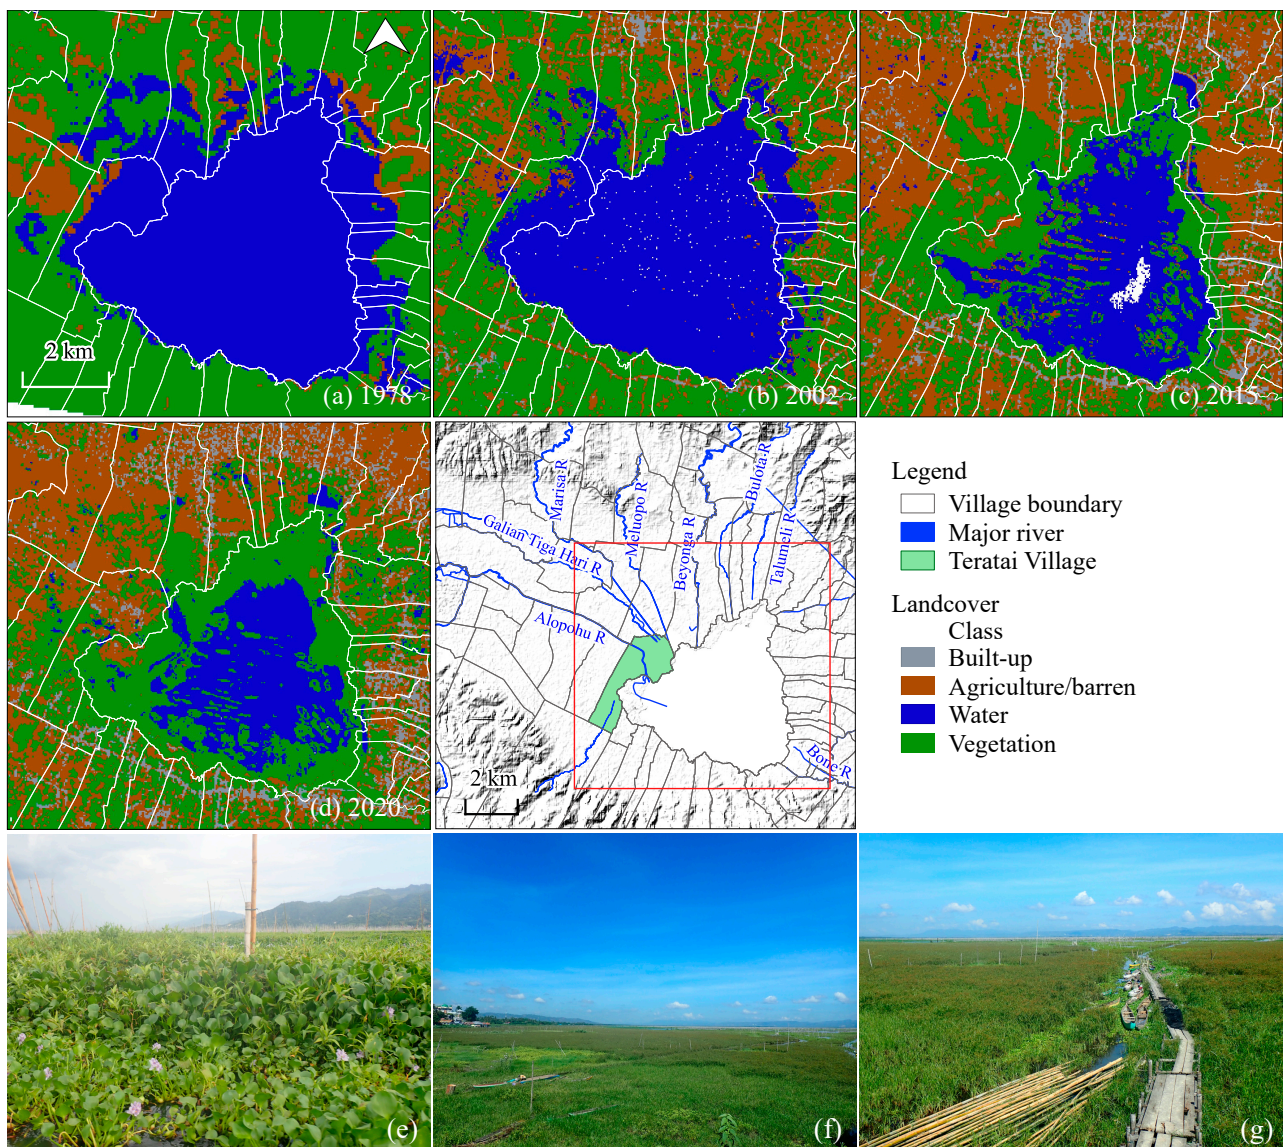 2 km
(a) 1978
(b) 2002
(c) 2015
(d) 2020
Marisa R
Meluopo R
Beyonga R
Bulota R
Talumeli R
Galian Tiga Hari R
Alopohu R
Bone R
2 km
Legend
Village boundary
Major river
Teratai Village
Landcover
Class
Built-up
Agriculture/barren
Water
Vegetation
(e)
(f)
(g)